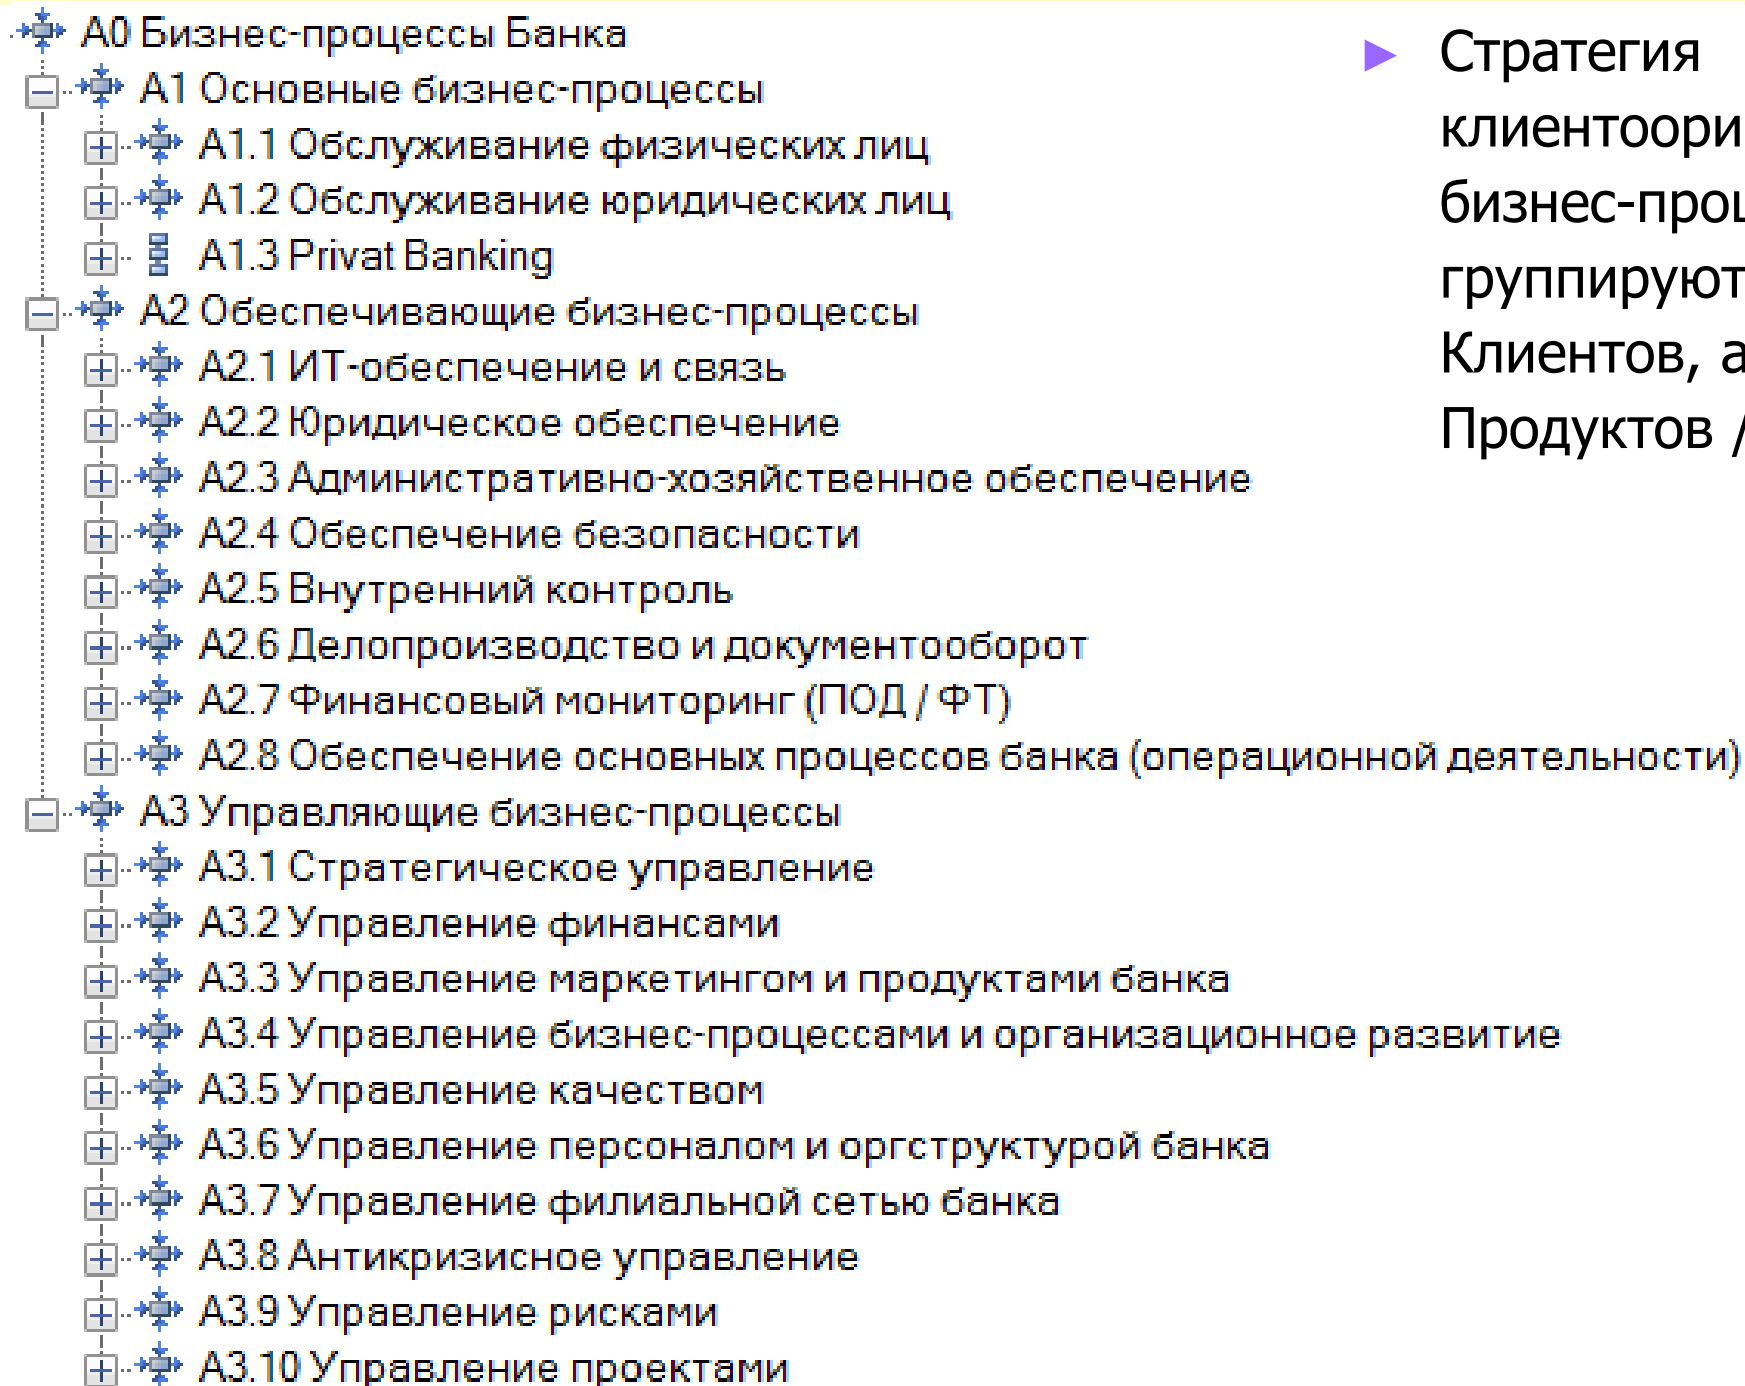 A0 Бизнес-процессы Банка
A1 Основные бизнес-процессы
A1.1 Обслуживание физических лиц
A1.2 Обслуживание юридических лиц
A1.3 Privat Banking
A2 Обеспечивающие бизнес-процессы
A2.1 ИТ-обеспечение и связь
A2.2 Юридическое обеспечение
A2.3 Административно-хозяйственное обеспечение
A2.4 Обеспечение безопасности
A2.5 Внутренний контроль
A2.6 Делопроизводство и документооборот
A2.7 Финансовый мониторинг (ПОД / ФТ)
A2.8 Обеспечение основных процессов банка (операционной деятельности)
A3 Управляющие бизнес-процессы
A3.1 Стратегическое управление
A3.2 Управление финансами
A3.3 Управление маркетингом и продуктами банка
A3.4 Управление бизнес-процессами и организационное развитие
A3.5 Управление качеством
A3.6 Управление персоналом и оргструктурой банка
A3.7 Управление филиальной сетью банка
A3.8 Антикризисное управление
A3.9 Управление рисками
A3.10 Управление проектами
Стратегия
клиентоори
бизнес-проц
группируют
Клиентов, а
Продуктов /